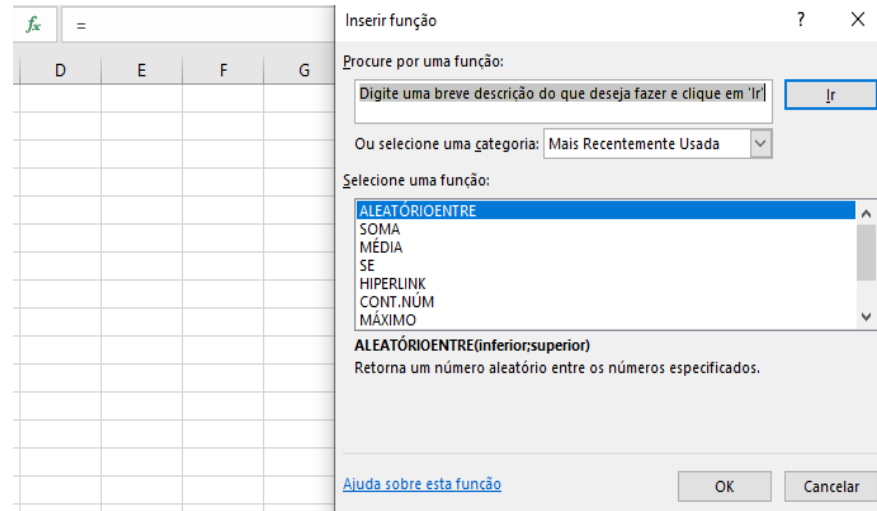 fx =
D E F G
Inserir função ? X
Procure por uma função:
Digite uma breve descrição do que deseja fazer e clique em 'Ir'
Ir
Ou selecione uma categoria: Mais Recentemente Usada
Selecione uma função:
ALEATÓRIOENTRE
SOMA
MÉDIA
SE
HIPERLINK
CONT.NÚM
MÁXIMO
ALEATÓRIOENTRE(inferior;superior)
Retorna um número aleatório entre os números especificados.
Ajuda sobre esta função
OK Cancelar